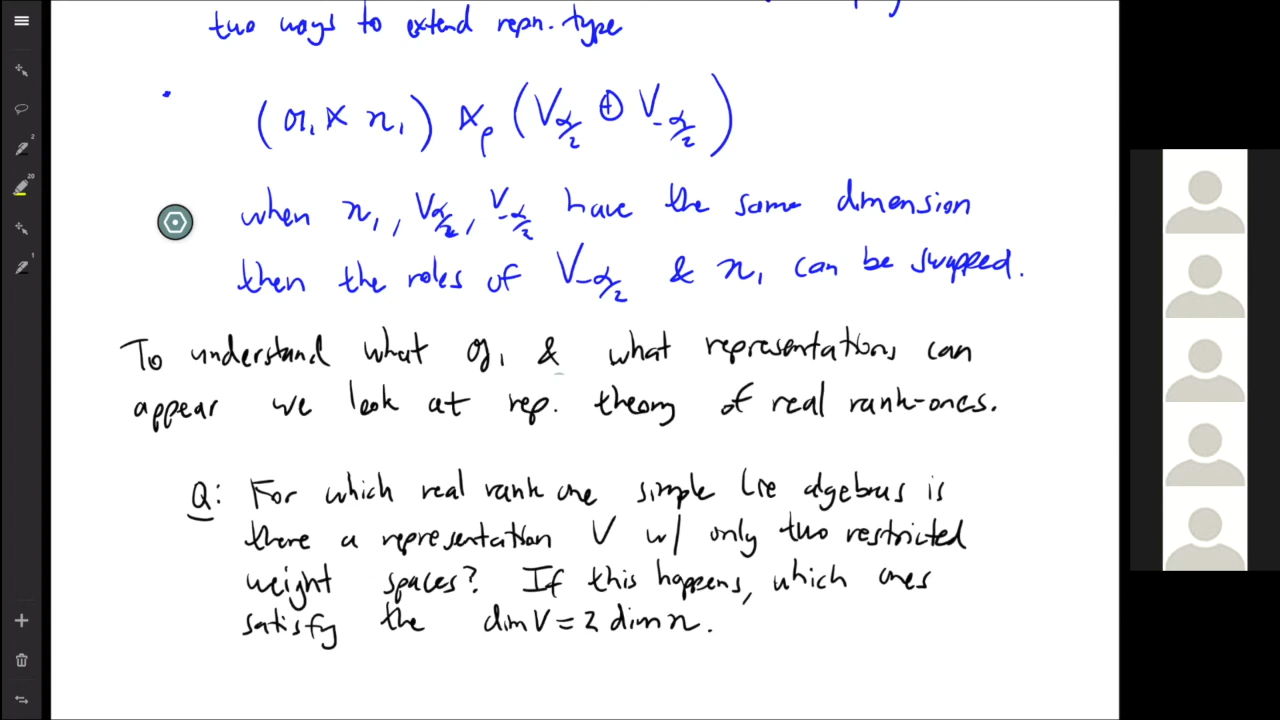 two ways to extend repn. type
· (𝔞₁ ⋉ 𝔫₁) ⋉ᵨ (V_{α/2} ⊕ V_{-α/2})
when 𝔫₁, V_{α/2}, V_{-α/2} have the same dimension
then the roles of V_{-α/2} & 𝔫₁ can be swapped.
To understand what 𝔤₁ & what representations can
appear we look at rep. theory of real rank-ones.
Q: For which real rank one simple Lie algebras is
there a representation V w/ only two restricted
weight spaces? If this happens, which ones
satisfy the dim V = 2 dim 𝔫.